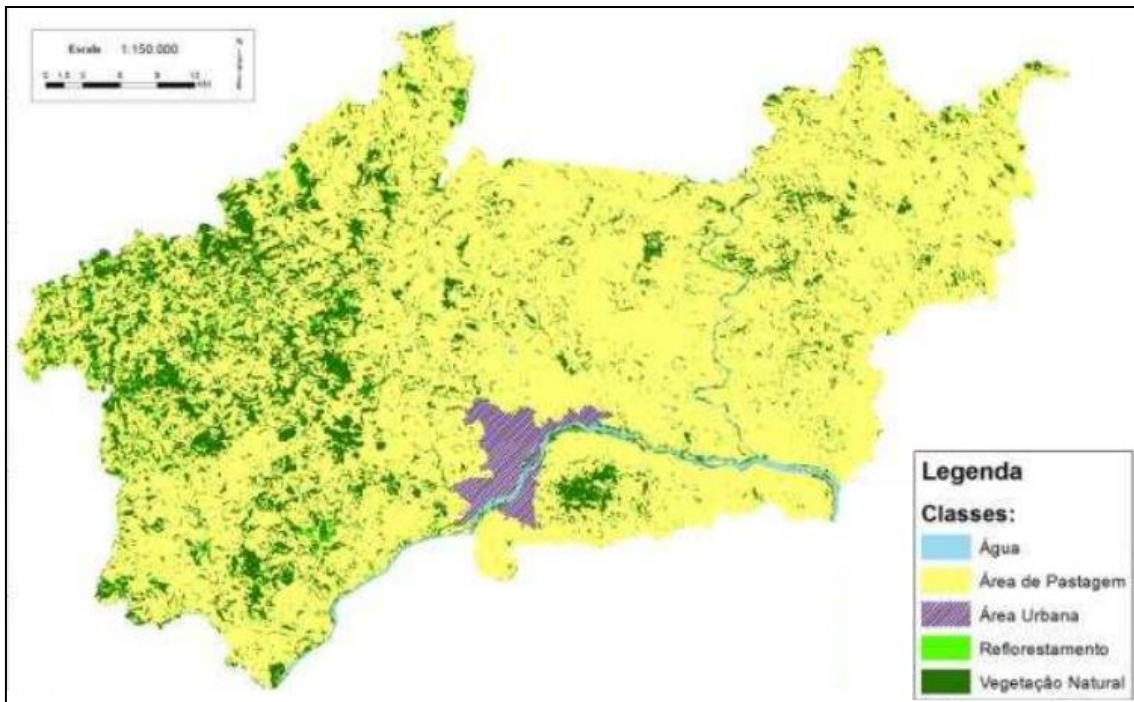 Escala 1:150.000
Legenda
Classes:
Água
Área de Pastagem
Área Urbana
Reflorestamento
Vegetação Natural